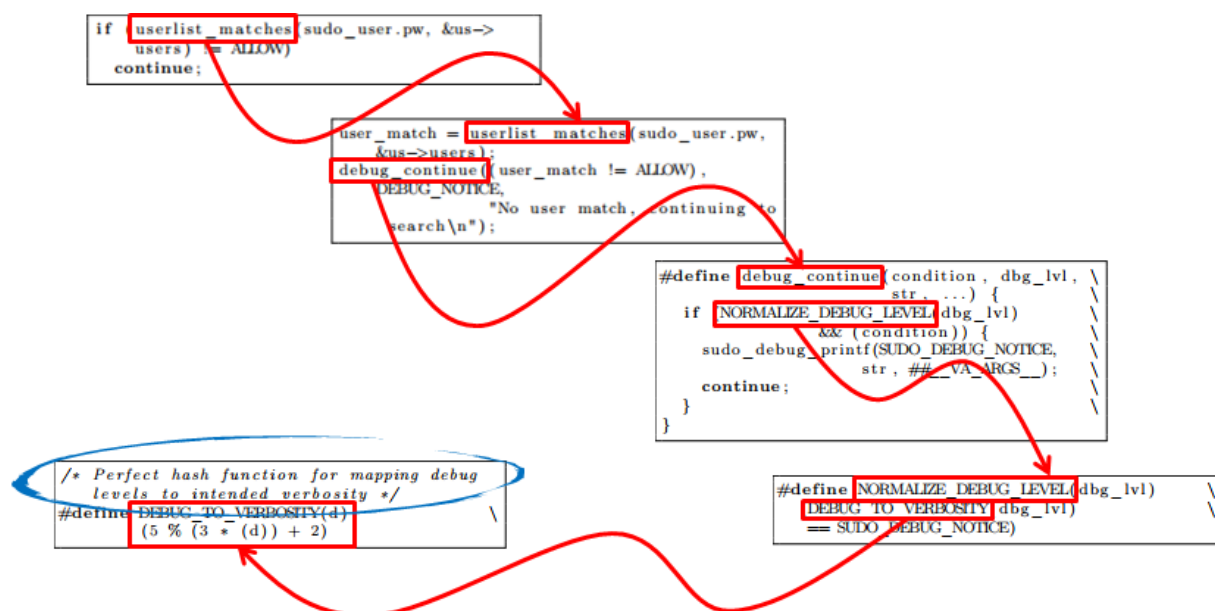 if (userlist_matches(sudo_user.pw, &us->
users) != ALLOW)
continue;
user_match = userlist_matches(sudo_user.pw,
&us->users);
debug_continue((user_match != ALLOW),
DEBUG_NOTICE,
"No user match, continuing to
search\n");
#define debug_continue(condition, dbg_lvl, \
str, ...) { \
if (NORMALIZE_DEBUG_LEVEL(dbg_lvl) \
&& (condition)) { \
sudo_debug_printf(SUDO_DEBUG_NOTICE, \
str, ##__VA_ARGS__); \
continue; \
} \
}
/* Perfect hash function for mapping debug
levels to intended verbosity */
#define DEBUG_TO_VERBOSITY(d) \
(5 % (3 * (d)) + 2)
#define NORMALIZE_DEBUG_LEVEL(dbg_lvl) \
DEBUG_TO_VERBOSITY(dbg_lvl) \
== SUDO_DEBUG_NOTICE)